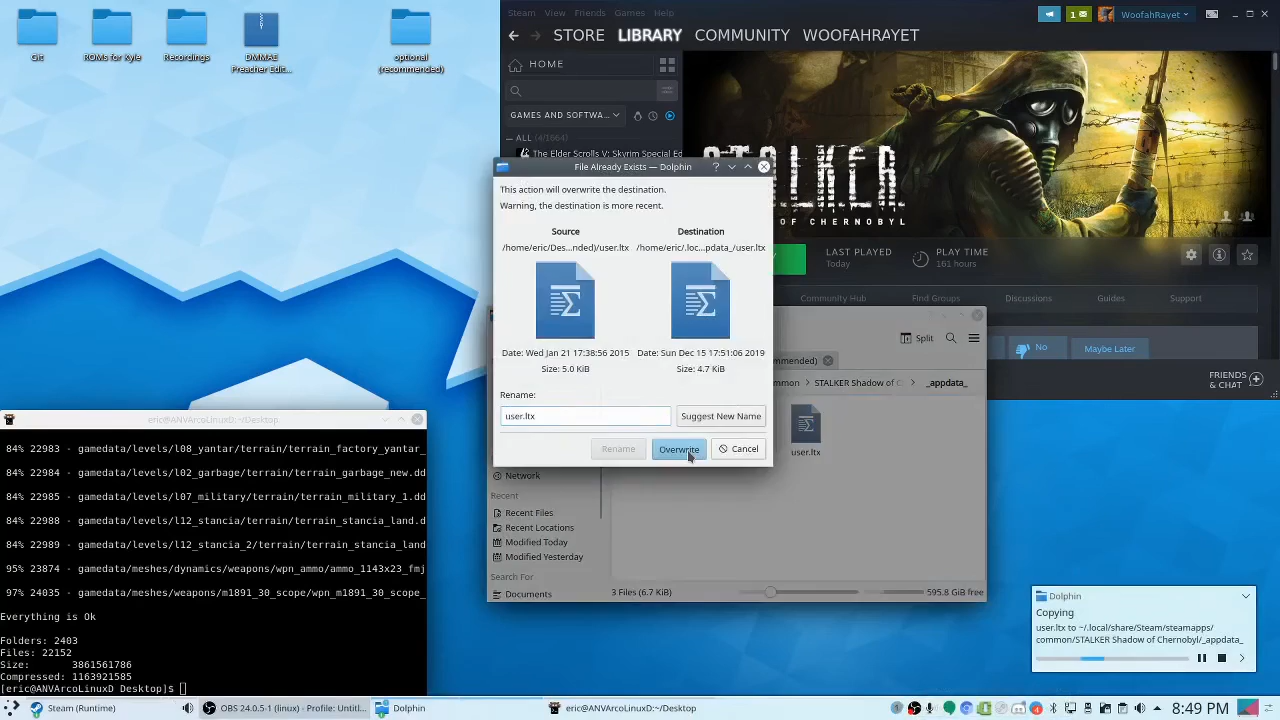 Git
ROMs for Kyle
Recordings
DMMAE
Preacher Edit...
optional
(recommended)
Steam View Friends Games Help
1
WoofahRayet
STORE LIBRARY COMMUNITY WOOFAHRAYET
HOME
GAMES AND SOFTWA...
ALL (4/1664)
The Elder Scrolls V: Skyrim Special Ed
OF CHERNOBYL
LAST PLAYED
Today
PLAY TIME
161 hours
Community Hub Find Groups Discussions Guides Support
No
Maybe Later
FRIENDS
& CHAT
File Already Exists — Dolphin
This action will overwrite the destination.
Warning, the destination is more recent.
Source
Destination
/home/eric/Des...nded)/user.ltx
/home/eric/.loc...pdata_/user.ltx
Date: Wed Jan 21 17:38:56 2015
Date: Sun Dec 15 17:51:06 2019
Size: 5.0 KiB
Size: 4.7 KiB
Rename:
user.ltx
Suggest New Name
Rename
Overwrite
Cancel
Split
mmended)
mmon
STALKER Shadow of C
_appdata_
user.ltx
Network
Recent
Recent Files
Recent Locations
Modified Today
Modified Yesterday
Search For
Documents
3 Files (6.7 KiB)
595.8 GiB free
eric@ANVArcoLinuxD:~/Desktop
84% 22983 - gamedata/levels/l08_yantar/terrain/terrain_factory_yantar_
84% 22984 - gamedata/levels/l02_garbage/terrain/terrain_garbage_new.dd
84% 22985 - gamedata/levels/l07_military/terrain/terrain_military_1.dd
84% 22988 - gamedata/levels/l12_stancia/terrain/terrain_stancia_land.d
84% 22989 - gamedata/levels/l12_stancia_2/terrain/terrain_stancia_land
95% 23874 - gamedata/meshes/dynamics/weapons/wpn_ammo/ammo_1143x23_fmj
97% 24035 - gamedata/meshes/weapons/m1891_30_scope/wpn_m1891_30_scope_
Everything is Ok
Folders: 2403
Files: 22152
Size: 3861561786
Compressed: 1163921585
[eric@ANVArcoLinuxD Desktop]$
Dolphin
Copying
user.ltx to ~/.local/share/Steam/steamapps/
common/STALKER Shadow of Chernobyl/_appdata_
Steam (Runtime)
OBS 24.0.5-1 (linux) - Profile: Untitl...
Dolphin
eric@ANVArcoLinuxD:~/Desktop
8:49 PM